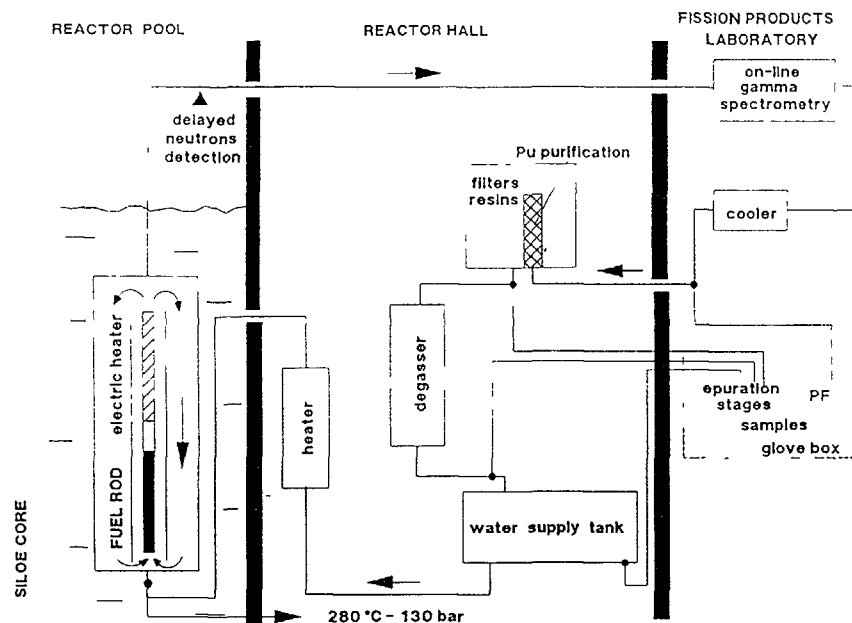 REACTOR POOL
REACTOR HALL
FISSION PRODUCTS
LABORATORY
on-line
gamma
spectrometry
delayed
neutrons
detection
Pu purification
filters
resins
cooler
electric heater
FUEL ROD
SILOE CORE
heater
degasser
epuration
stages
PF
samples
glove box
water supply tank
280 °C - 130 bar